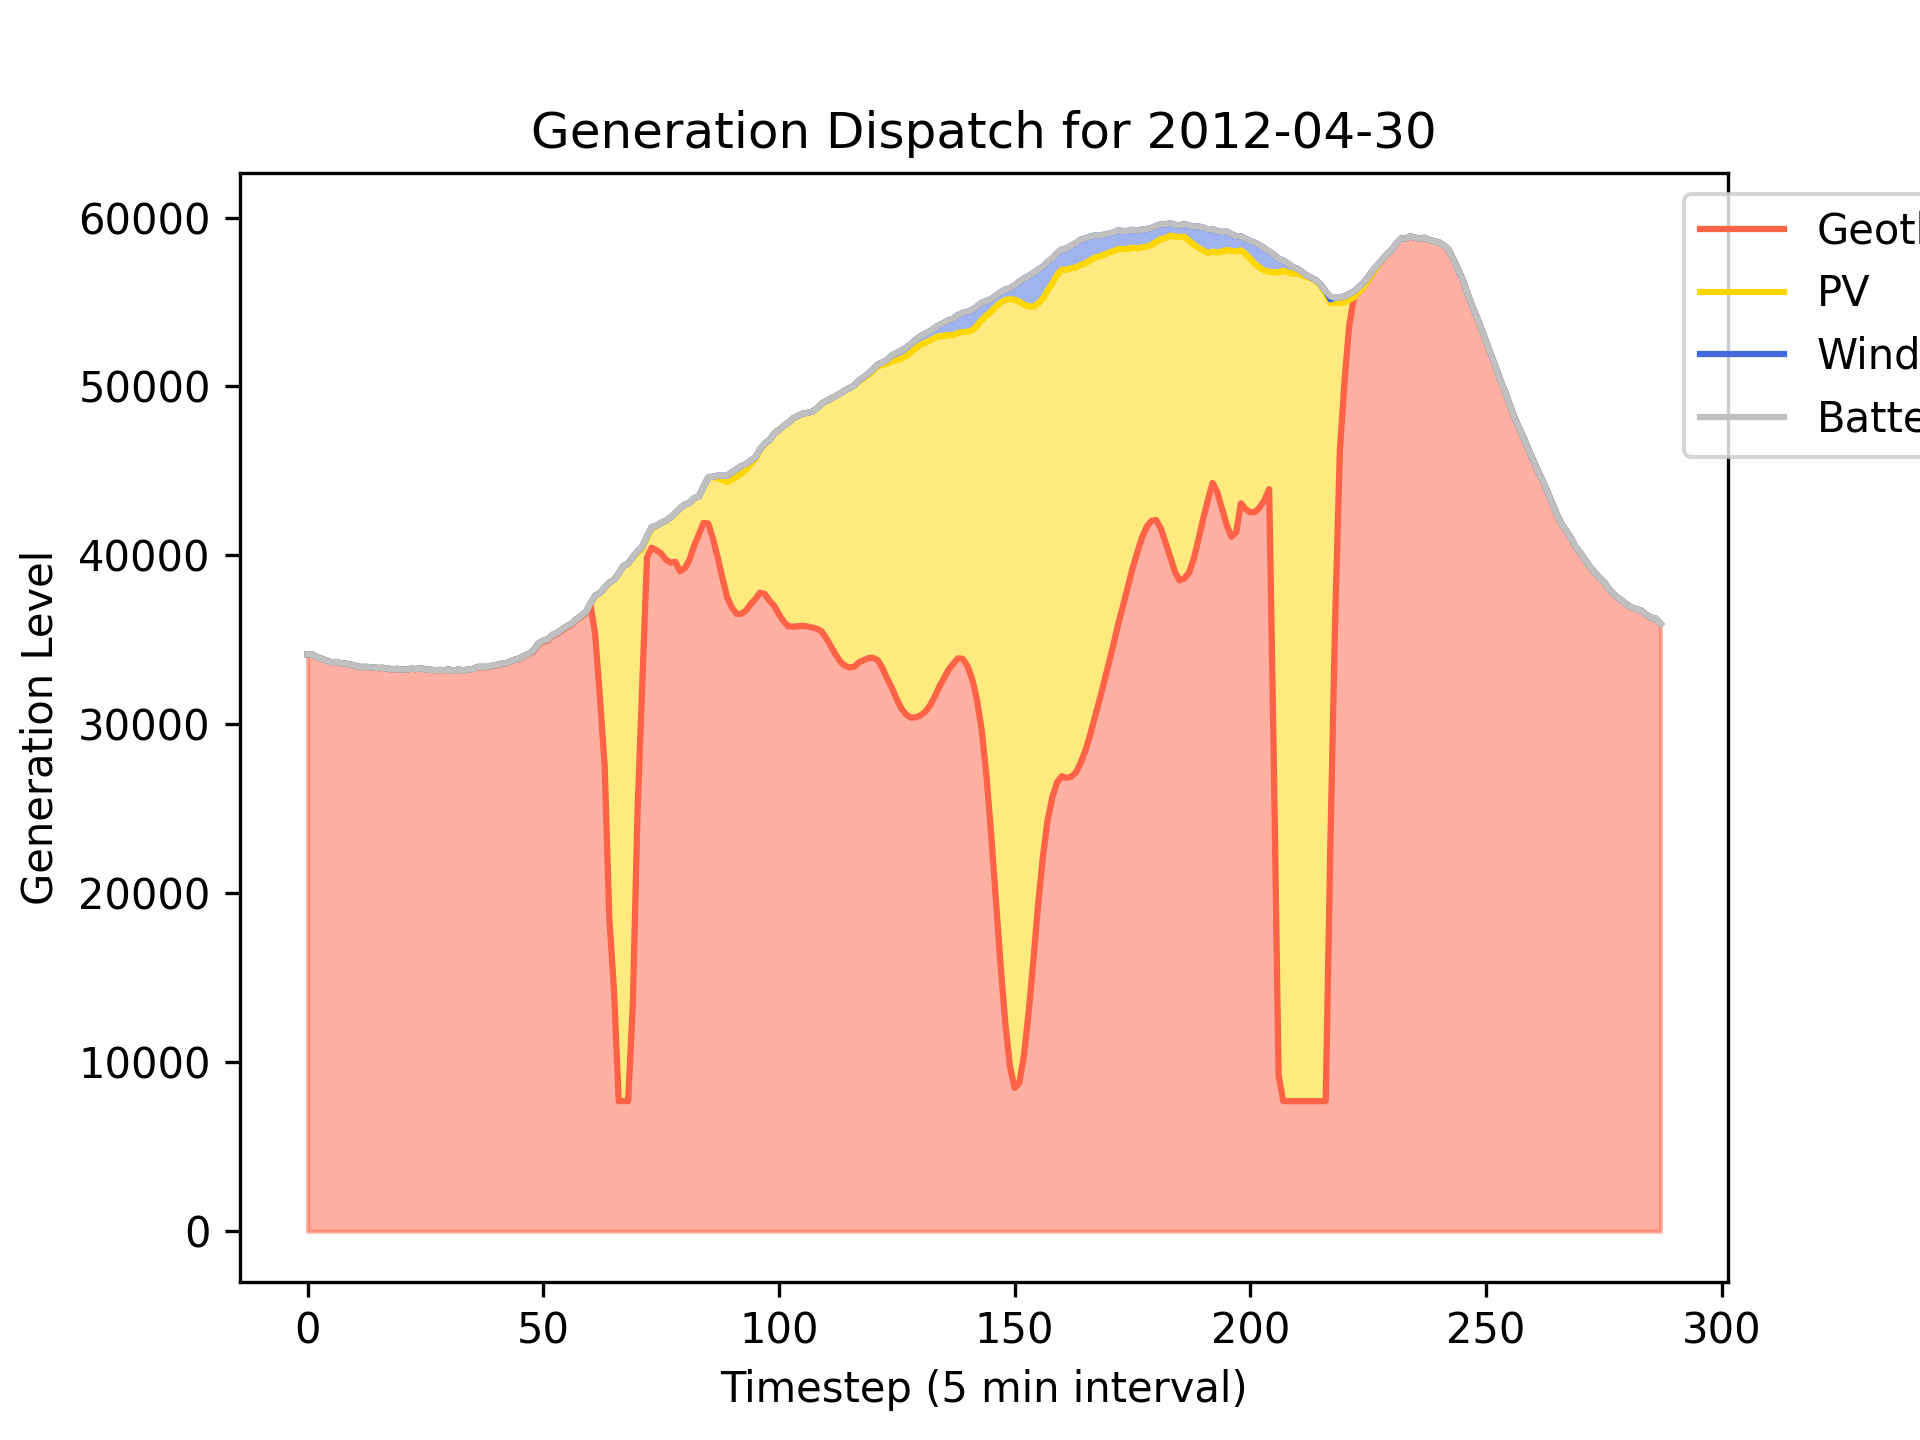 Generation Dispatch for 2012-04-30
Generation Level
60000
50000
40000
30000
20000
10000
0
0 50 100 150 200 250 300
Timestep (5 min interval)
PV
Wind